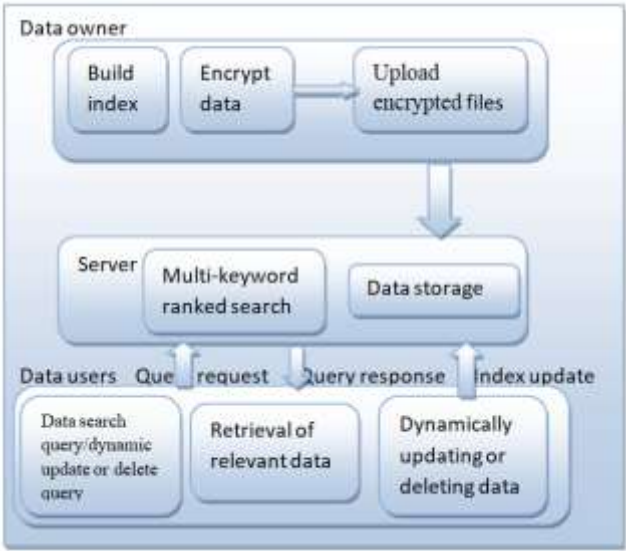 Data owner
Build
index
Encrypt
data
Upload
encrypted files
Server
Multi-keyword
ranked search
Data storage
Data users
Query request
Query response
Index update
Data search
query/dynamic
update or delete
query
Retrieval of
relevant data
Dynamically
updating or
deleting data